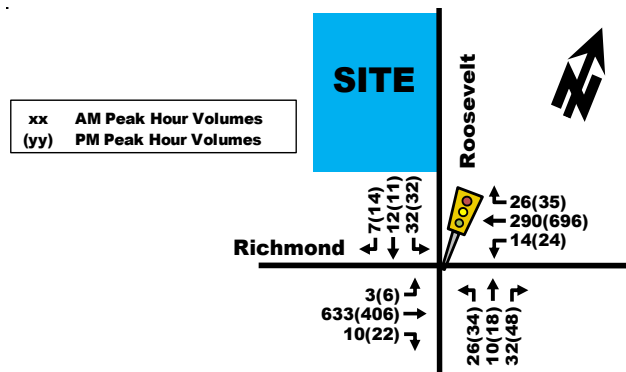 SITE
Roosevelt
xx AM Peak Hour Volumes
(yy) PM Peak Hour Volumes
7(14)
12(11)
32(32)
26(35)
290(696)
14(24)
Richmond
3(6)
633(406)
10(22)
26(34)
10(18)
32(48)
N